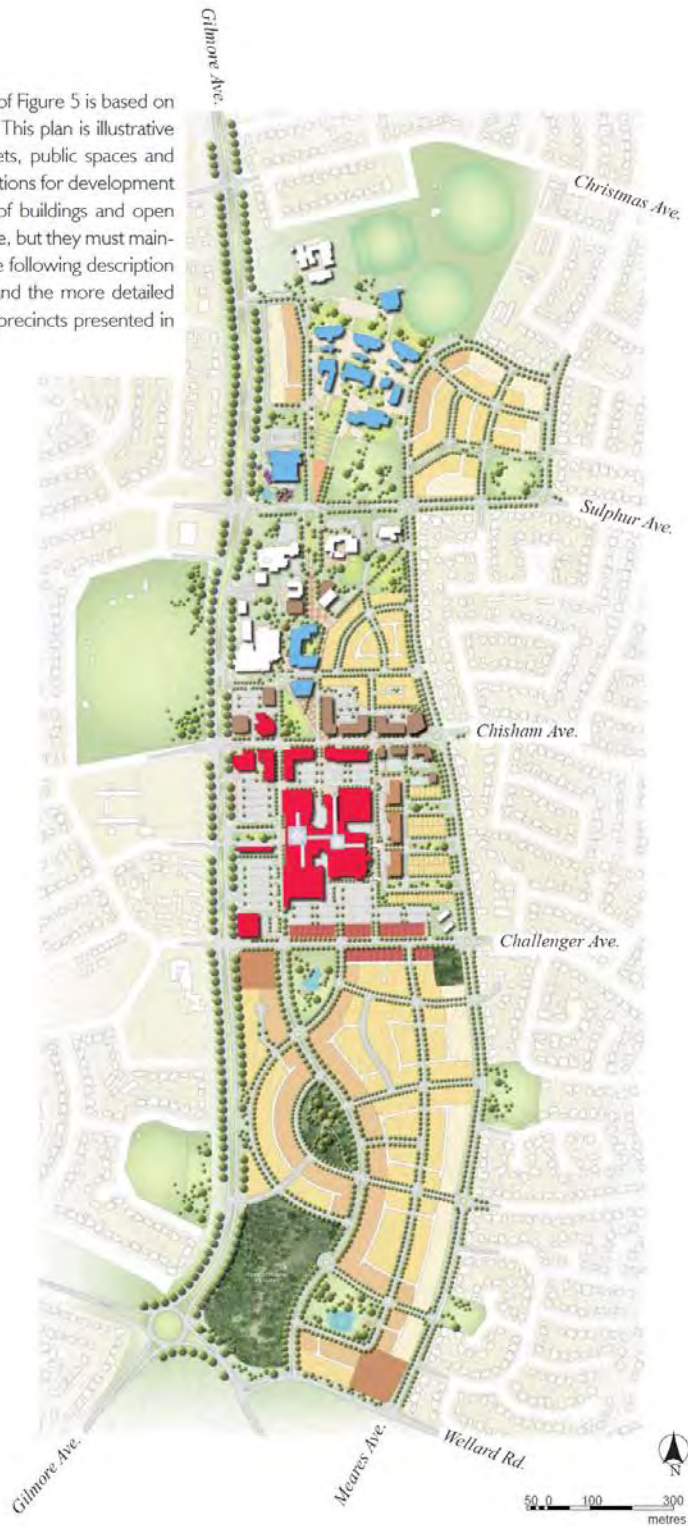 Gilmore Ave.
of Figure 5 is based on
This plan is illustrative
ets, public spaces and
tions for development
of buildings and open
e, but they must main-
e following description
and the more detailed
precincts presented in
Christmas Ave.
Sulphur Ave.
Chisham Ave.
Challenger Ave.
Gilmore Ave.
Meares Ave.
Wellard Rd.
N
50 0 100 300
metres